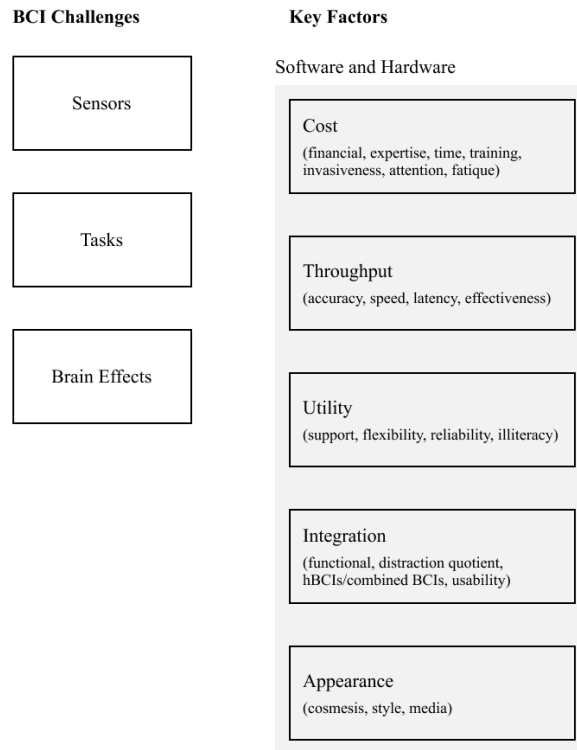 BCI Challenges
Sensors
Tasks
Brain Effects
Key Factors
Software and Hardware
Cost
(financial, expertise, time, training,
invasiveness, attention, fatique)
Throughput
(accuracy, speed, latency, effectiveness)
Utility
(support, flexibility, reliability, illiteracy)
Integration
(functional, distraction quotient,
hBCIs/combined BCIs, usability)
Appearance
(cosmesis, style, media)